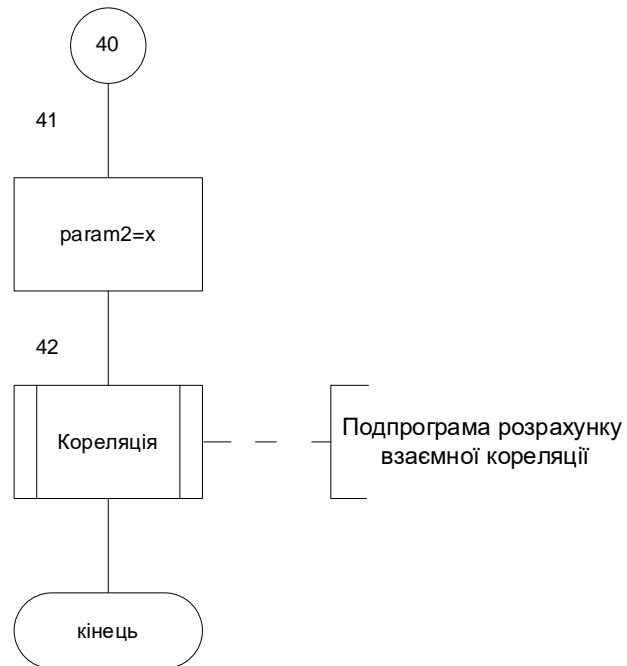 40
41
param2=x
42
Кореляція
Подпрограма розрахунку
взаємної кореляції
кінець